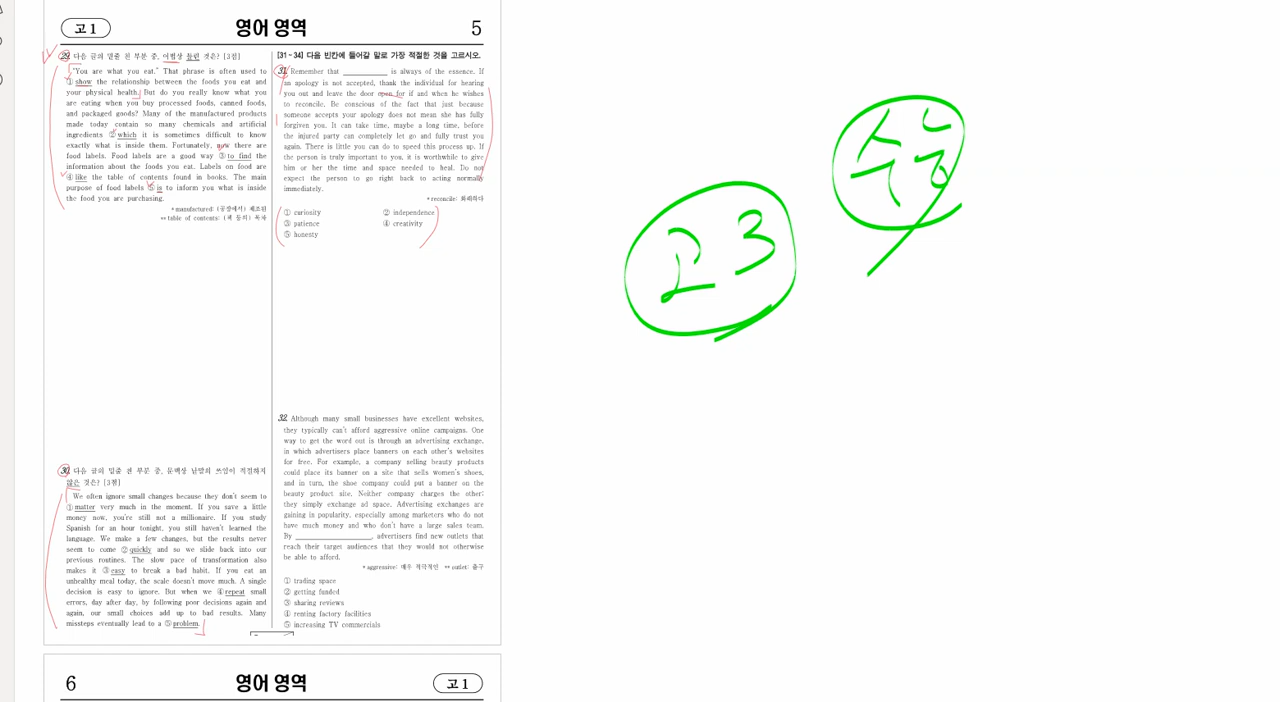 고 1
영어 영역
5
29. 다음 글의 밑줄 친 부분 중, 어법상 틀린 것은? [3점]
"You are what you eat." That phrase is often used to
① show the relationship between the foods you eat and
your physical health. But do you really know what you
are eating when you buy processed foods, canned foods,
and packaged goods? Many of the manufactured products
made today contain so many chemicals and artificial
ingredients ② which it is sometimes difficult to know
exactly what is inside them. Fortunately, now there are
food labels. Food labels are a good way ③ to find the
information about the foods you eat. Labels on food are
④ like the table of contents found in books. The main
purpose of food labels ⑤ is to inform you what is inside
the food you are purchasing.
* manufactured: (공장에서) 제조된
** table of contents: (책 등의) 목차
30. 다음 글의 밑줄 친 부분 중, 문맥상 낱말의 쓰임이 적절하지
않은 것은? [3점]
We often ignore small changes because they don't seem to
① matter very much in the moment. If you save a little
money now, you're still not a millionaire. If you study
Spanish for an hour tonight, you still haven't learned the
language. We make a few changes, but the results never
seem to come ② quickly and so we slide back into our
previous routines. The slow pace of transformation also
makes it ③ easy to break a bad habit. If you eat an
unhealthy meal today, the scale doesn't move much. A single
decision is easy to ignore. But when we ④ repeat small
errors, day after day, by following poor decisions again and
again, our small choices add up to bad results. Many
missteps eventually lead to a ⑤ problem.
[31~34] 다음 빈칸에 들어갈 말로 가장 적절한 것을 고르시오.
31. Remember that ____________ is always of the essence. If
an apology is not accepted, thank the individual for hearing
you out and leave the door open for if and when he wishes
to reconcile. Be conscious of the fact that just because
someone accepts your apology does not mean she has fully
forgiven you. It can take time, maybe a long time, before
the injured party can completely let go and fully trust you
again. There is little you can do to speed this process up. If
the person is truly important to you, it is worthwhile to give
him or her the time and space needed to heal. Do not
expect the person to go right back to acting normally
immediately.
* reconcile: 화해하다
① curiosity ② independence
③ patience ④ creativity
⑤ honesty
32. Although many small businesses have excellent websites,
they typically can't afford aggressive online campaigns. One
way to get the word out is through an advertising exchange,
in which advertisers place banners on each other's websites
for free. For example, a company selling beauty products
could place its banner on a site that sells women's shoes,
and in turn, the shoe company could put a banner on the
beauty product site. Neither company charges the other;
they simply exchange ad space. Advertising exchanges are
gaining in popularity, especially among marketers who do not
have much money and who don't have a large sales team.
By ____________, advertisers find new outlets that
reach their target audiences that they would not otherwise
be able to afford.
* aggressive: 매우 적극적인 ** outlet: 출구
① trading space
② getting funded
③ sharing reviews
④ renting factory facilities
⑤ increasing TV commercials
고3
수능
6
영어 영역
고 1